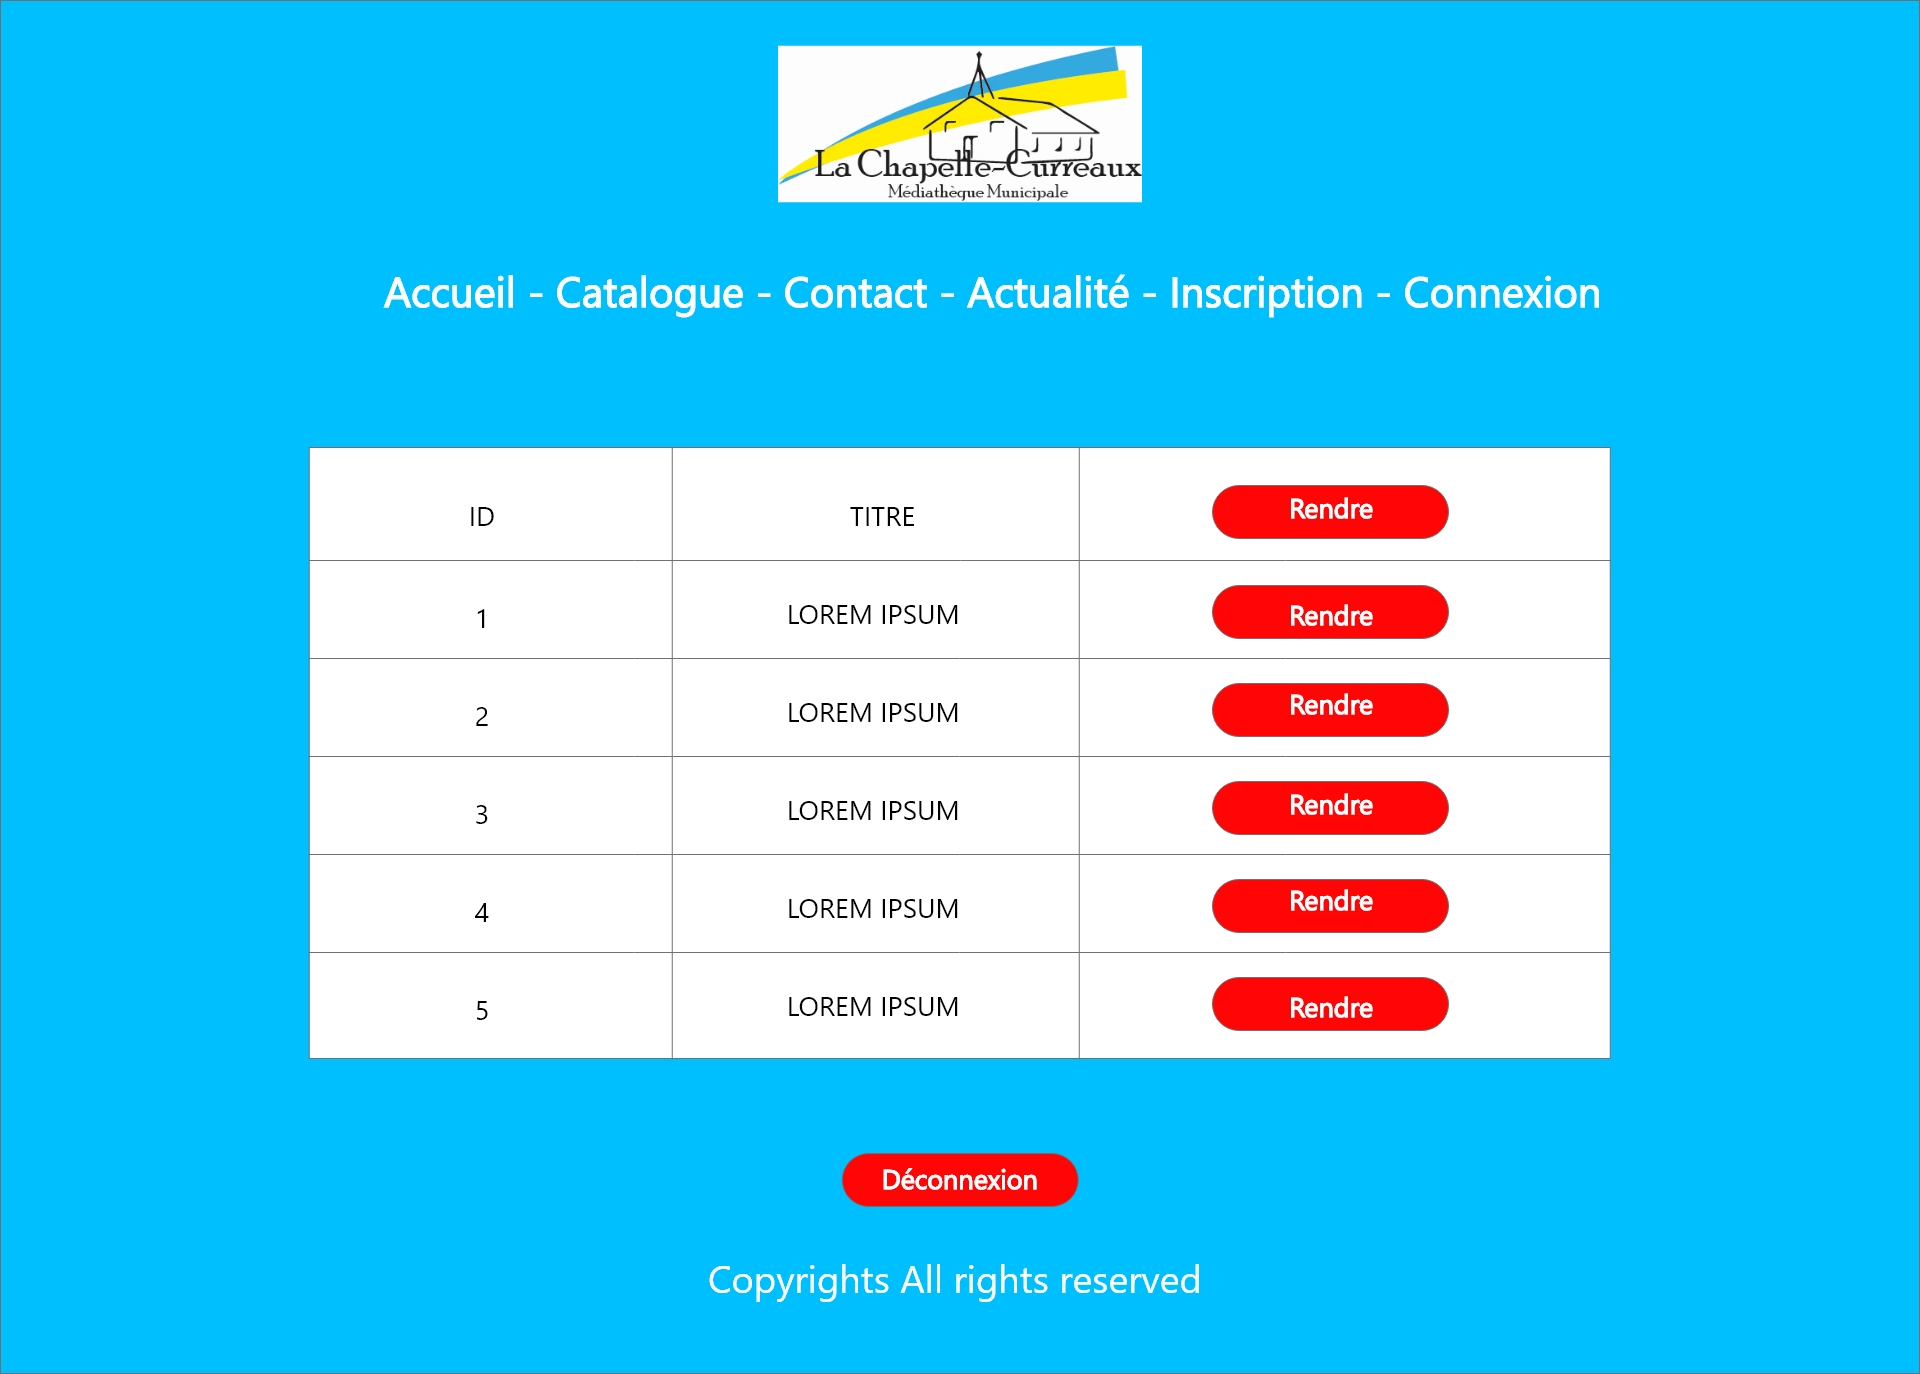 La Chapelle-Curreaux
Médiathèque Municipale
Accueil - Catalogue - Contact - Actualité - Inscription - Connexion
ID TITRE Rendre
1 LOREM IPSUM Rendre
2 LOREM IPSUM Rendre
3 LOREM IPSUM Rendre
4 LOREM IPSUM Rendre
5 LOREM IPSUM Rendre
Déconnexion
Copyrights All rights reserved